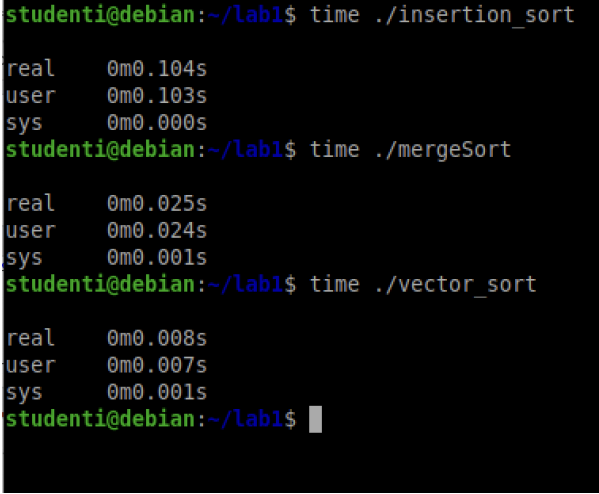 studenti@debian:~/lab1$ time ./insertion_sort
real 0m0.104s
user 0m0.103s
sys 0m0.000s
studenti@debian:~/lab1$ time ./mergeSort
real 0m0.025s
user 0m0.024s
sys 0m0.001s
studenti@debian:~/lab1$ time ./vector_sort
real 0m0.008s
user 0m0.007s
sys 0m0.001s
studenti@debian:~/lab1$